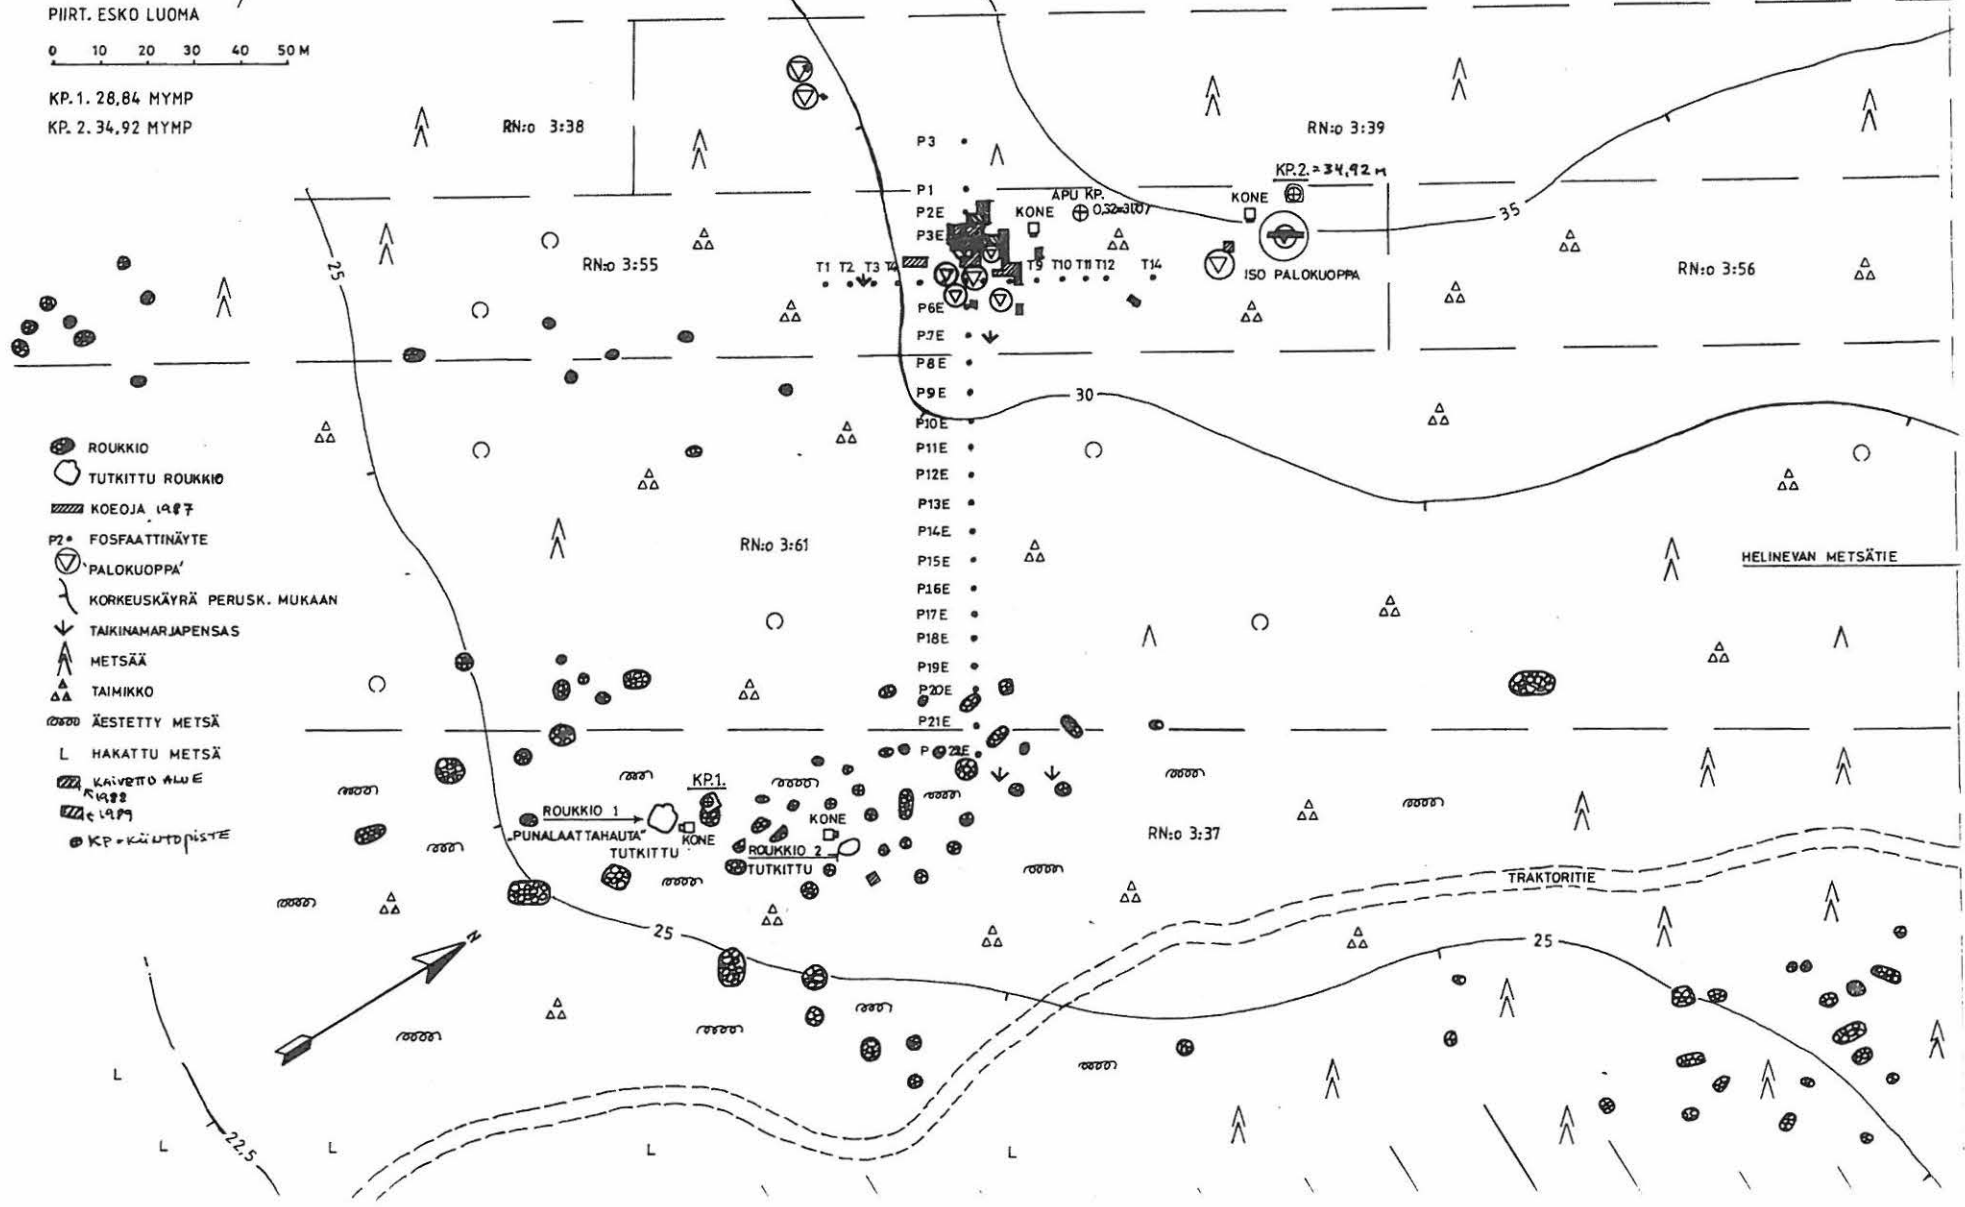 PIIRT. ESKO LUOMA
0 10 20 30 40 50 M
KP.1. 28,84 MYMP
KP. 2. 34,92 MYMP
RN:o 3:38
RN:o 3:39
P3
P1
P2E
P3E
KONE
APU KP.
KONE
KP.2.=34,92 M
35
25
RN:o 3:55
RN:o 3:56
T1 T2 T3 T4 T9 T10 T11 T12 T14
ISO PALOKUOPPA
P6E
P7E
P8E
P9E
30
P10E
P11E
P12E
P13E
P14E
P15E
P16E
P17E
P18E
P19E
P20E
P21E
P 22E
RN:o 3:61
HELINEVAN METSÄTIE
ROUKKIO
TUTKITTU ROUKKIO
KOEOJA 1987
P2 FOSFAATTINÄYTE
'PALOKUOPPA'
KORKEUSKÄYRÄ PERUSK. MUKAAN
TAIKINAMARJAPENSAS
METSÄÄ
TAIMIKKO
ÄESTETTY METSÄ
L HAKATTU METSÄ
KAIVETTU ALUE
1988
1989
KP = KIINTOPISTE
KP.1.
ROUKKIO 1
"PUNALAATTAHAUTA"
TUTKITTU
KONE
KONE
ROUKKIO 2
TUTKITTU
RN:o 3:37
TRAKTORITIE
25
25
N
L
L
L
L
L
22,5